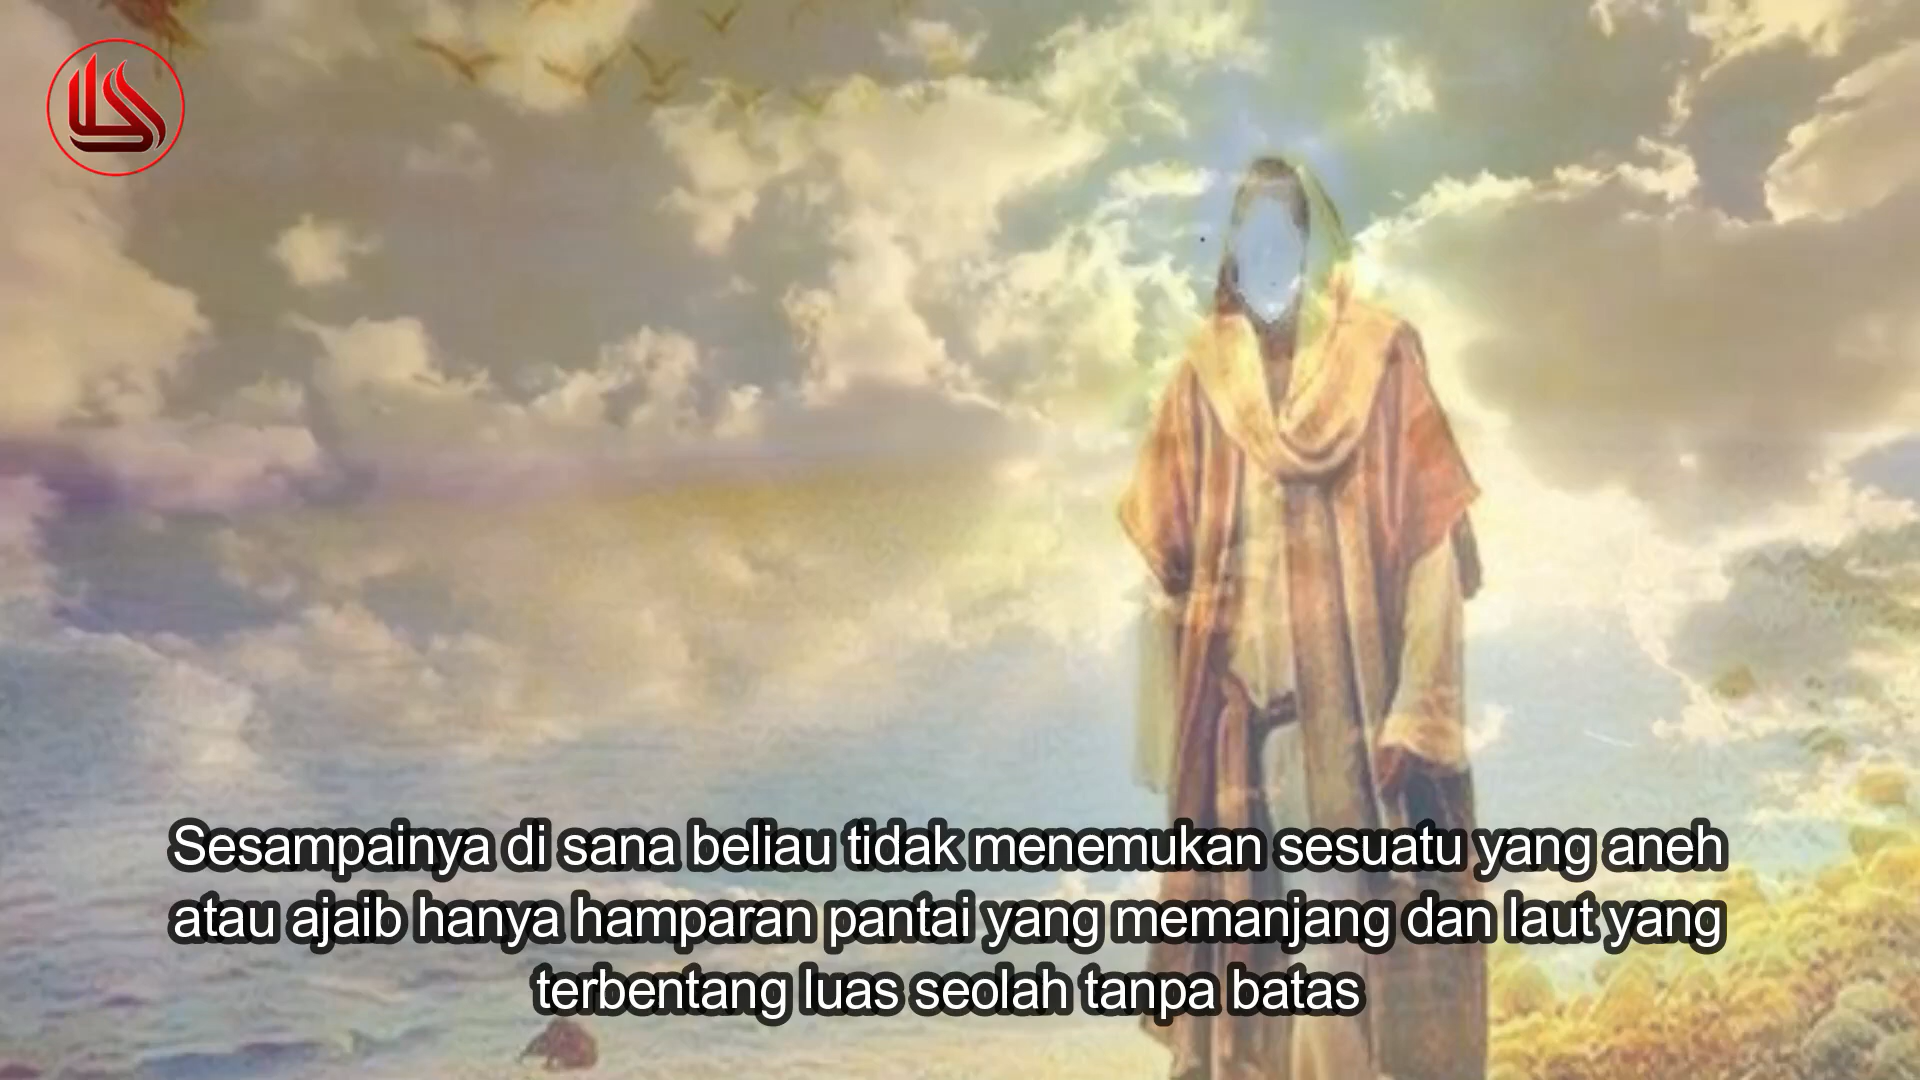 Sesampainya di sana beliau tidak menemukan sesuatu yang aneh
atau ajaib hanya hamparan pantai yang memanjang dan laut yang
terbentang luas seolah tanpa batas